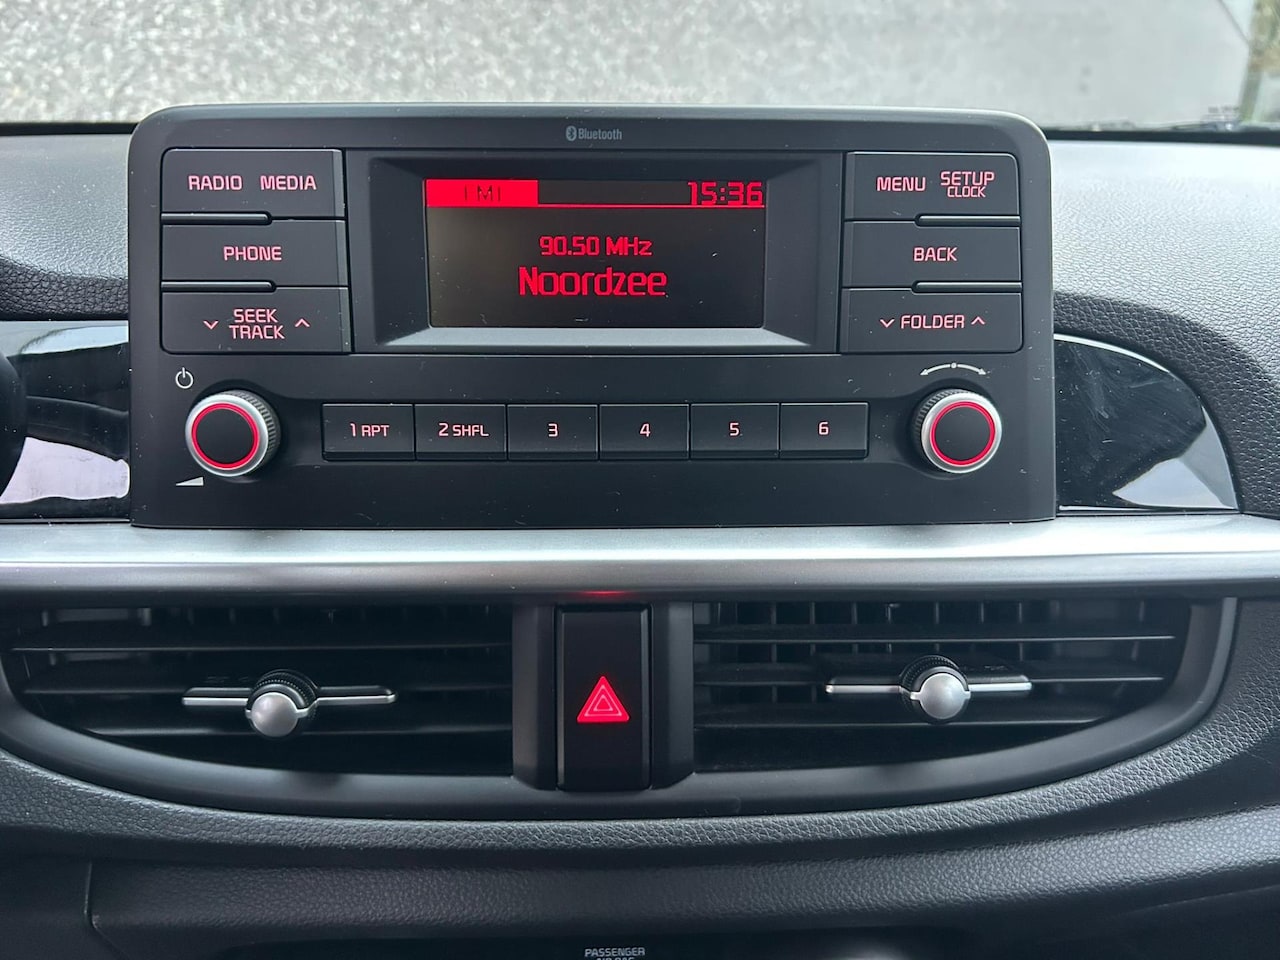 Bluetooth
RADIO MEDIA
PHONE
SEEK
TRACK
15:36
90.50 MHz
Noordzee
MENU SETUP
CLOCK
BACK
FOLDER
1 RPT
2 SHFL
3
4
5
6
PASSENGER